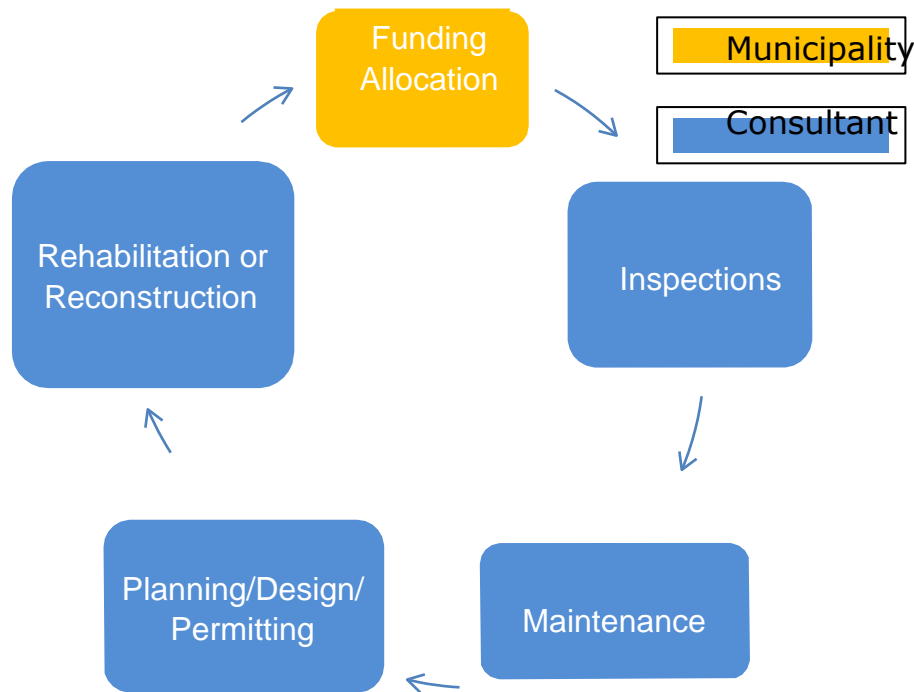 Funding
Allocation
Municipality
Consultant
Inspections
Maintenance
Planning/Design/
Permitting
Rehabilitation or
Reconstruction